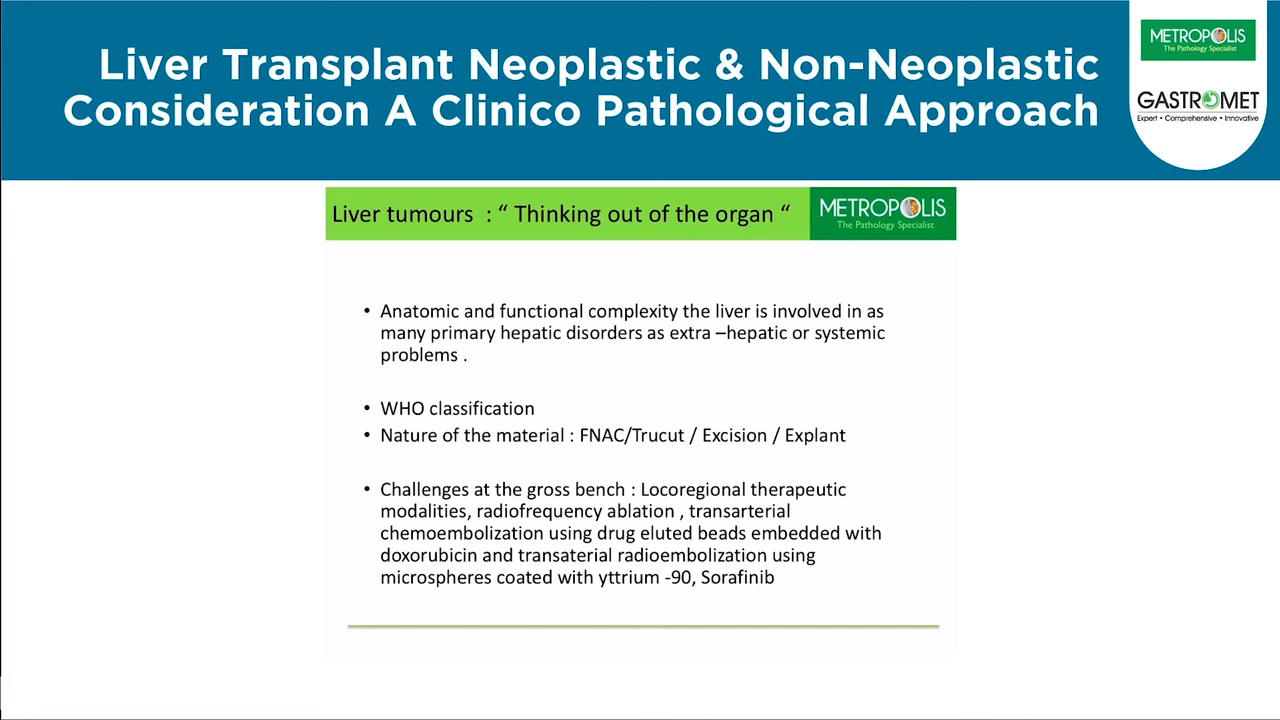 Liver Transplant Neoplastic & Non-Neoplastic
Consideration A Clinico Pathological Approach
METROPOLIS
The Pathology Specialist
GASTROMET
Expert • Comprehensive • Innovative
Liver tumours : “ Thinking out of the organ “
METROPOLIS
The Pathology Specialist
• Anatomic and functional complexity the liver is involved in as
many primary hepatic disorders as extra –hepatic or systemic
problems .
• WHO classification
• Nature of the material : FNAC/Trucut / Excision / Explant
• Challenges at the gross bench : Locoregional therapeutic
modalities, radiofrequency ablation , transarterial
chemoembolization using drug eluted beads embedded with
doxorubicin and transaterial radioembolization using
microspheres coated with yttrium -90, Sorafinib